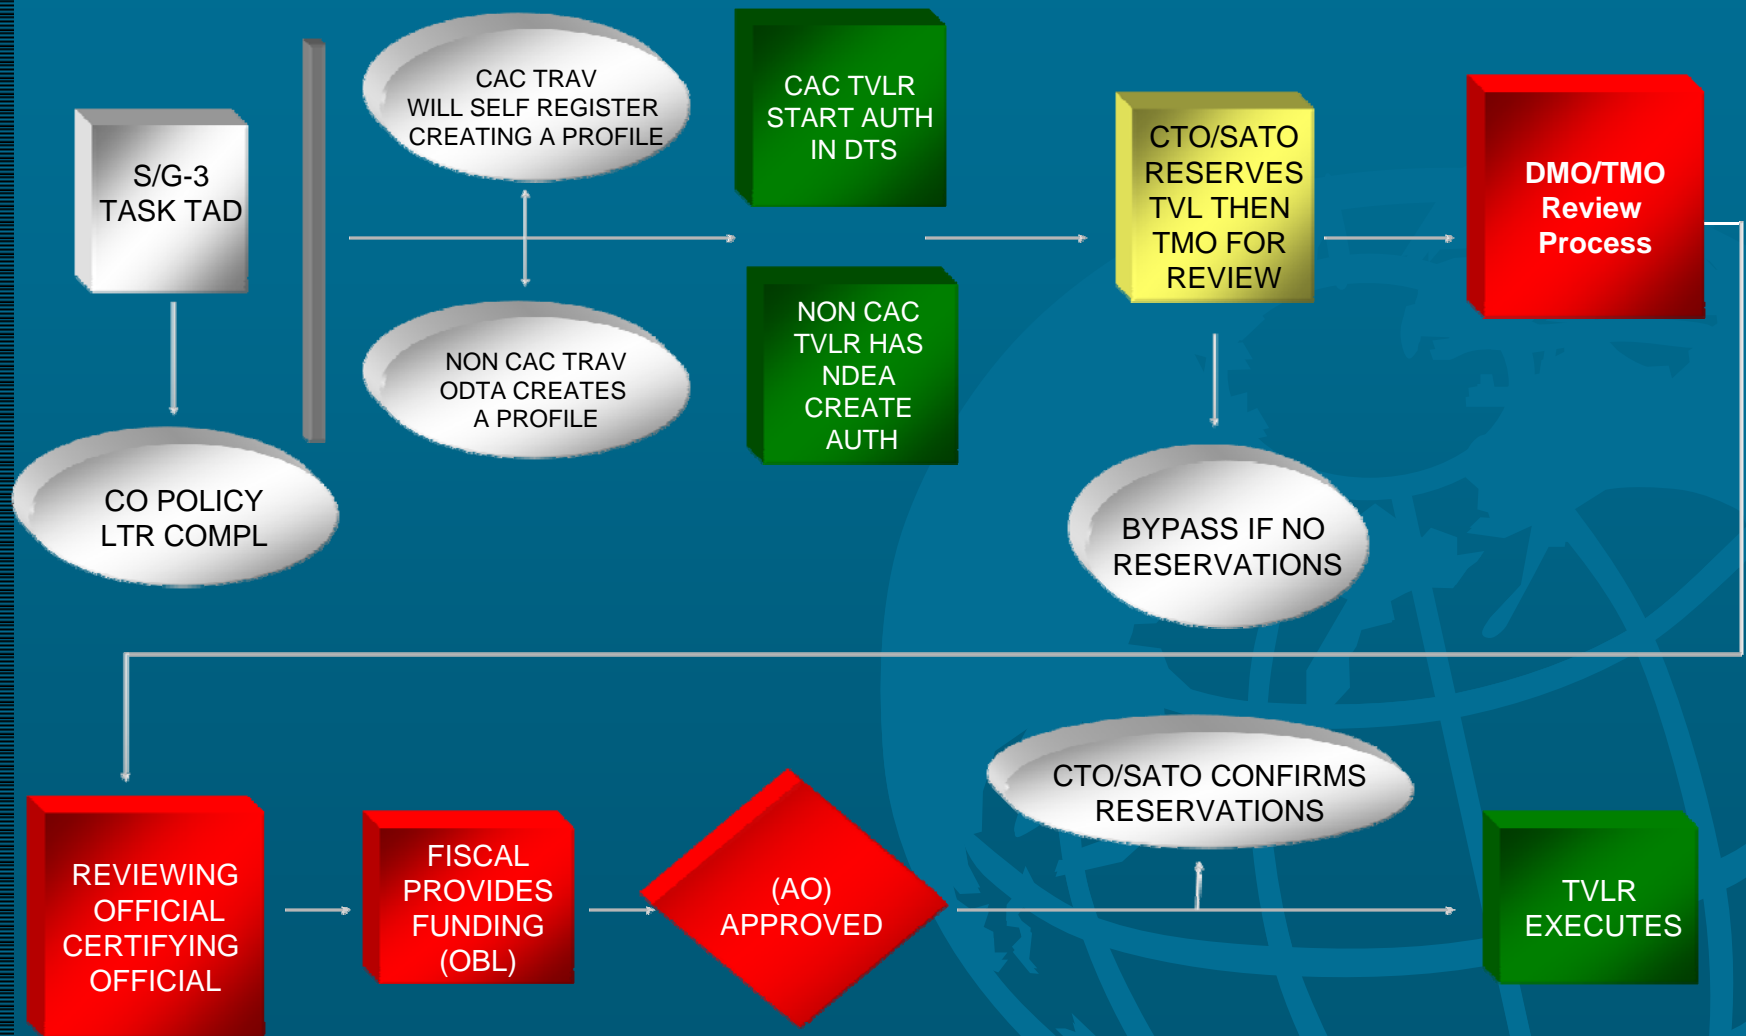 S/G-3
TASK TAD
CO POLICY
LTR COMPL
CAC TRAV
WILL SELF REGISTER
CREATING A PROFILE
NON CAC TRAV
ODTA CREATES
A PROFILE
CAC TVLR
START AUTH
IN DTS
NON CAC
TVLR HAS
NDEA
CREATE
AUTH
CTO/SATO
RESERVES
TVL THEN
TMO FOR
REVIEW
BYPASS IF NO
RESERVATIONS
DMO/TMO
Review
Process
REVIEWING
OFFICIAL
CERTIFYING
OFFICIAL
FISCAL
PROVIDES
FUNDING
(OBL)
(AO)
APPROVED
CTO/SATO CONFIRMS
RESERVATIONS
TVLR
EXECUTES